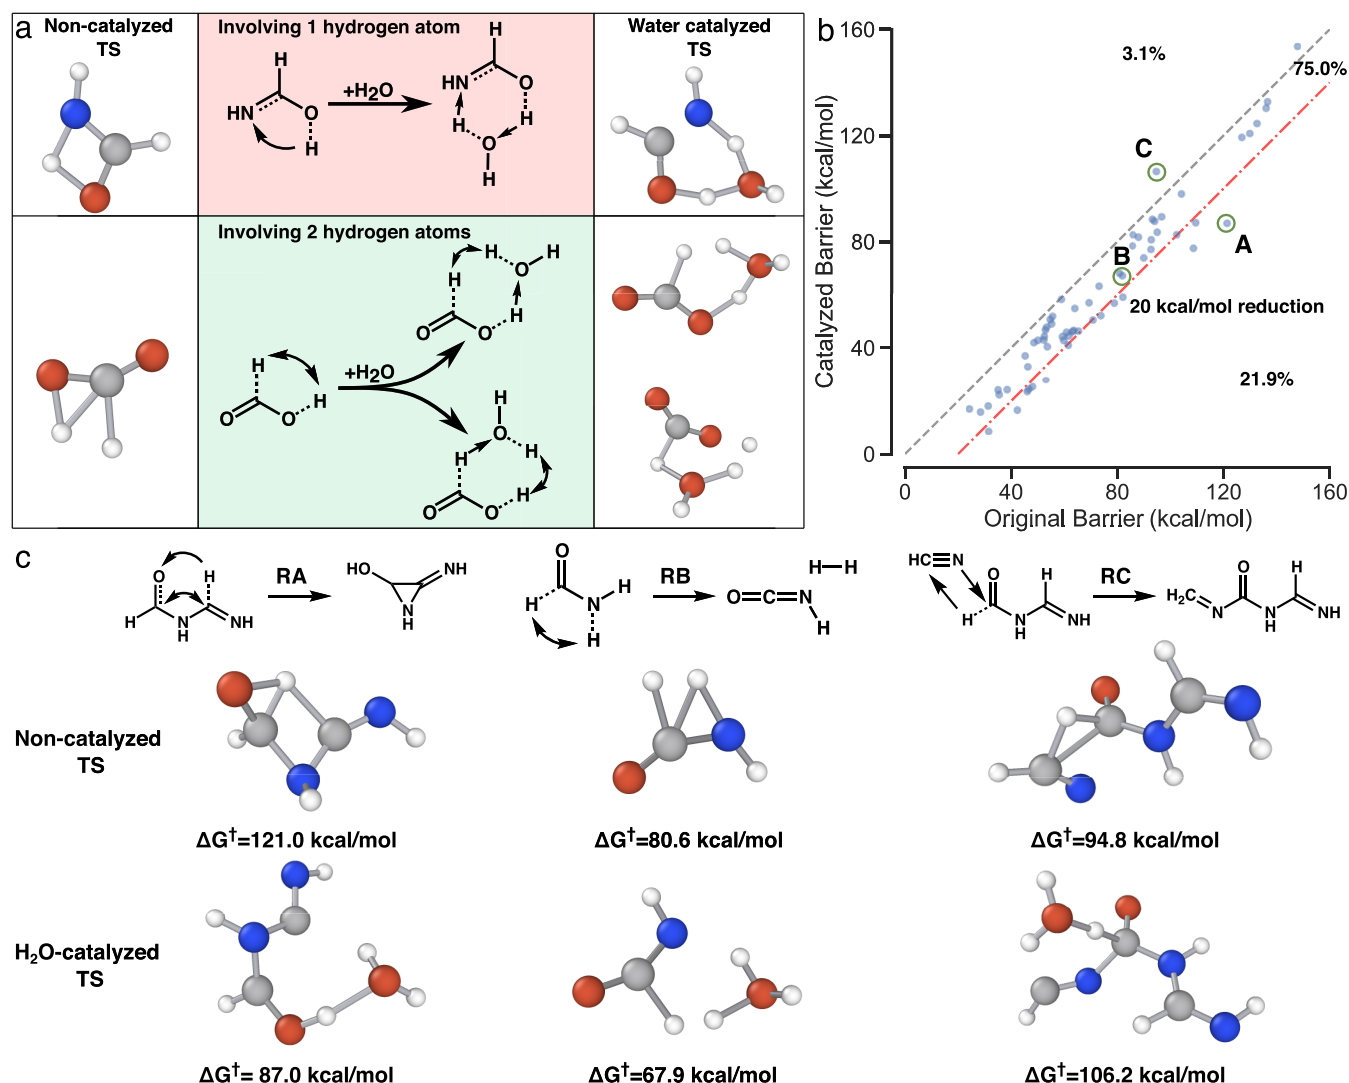 a
Non-catalyzed
TS
Involving 1 hydrogen atom
Water catalyzed
TS
H
HN
O
H
+H₂O
H
HN
O
H
H
O
H
Involving 2 hydrogen atoms
H
H
O
O
+H₂O
H
H
O
H
H
O
O
H
O
H
H
H
O
O
b
Catalyzed Barrier (kcal/mol)
160
120
80
40
0
3.1%
75.0%
C
A
B
20 kcal/mol reduction
21.9%
0
40
80
120
160
Original Barrier (kcal/mol)
c
O
H
H
N
H
NH
RA
HO
NH
N
H
O
H
N
H
H
RB
H–H
O=C=N
H
HC≡N
O
H
H
N
H
NH
RC
H₂C
N
O
N
H
H
NH
Non-catalyzed
TS
ΔG†=121.0 kcal/mol
ΔG†=80.6 kcal/mol
ΔG†=94.8 kcal/mol
H₂O-catalyzed
TS
ΔG†= 87.0 kcal/mol
ΔG†=67.9 kcal/mol
ΔG†=106.2 kcal/mol